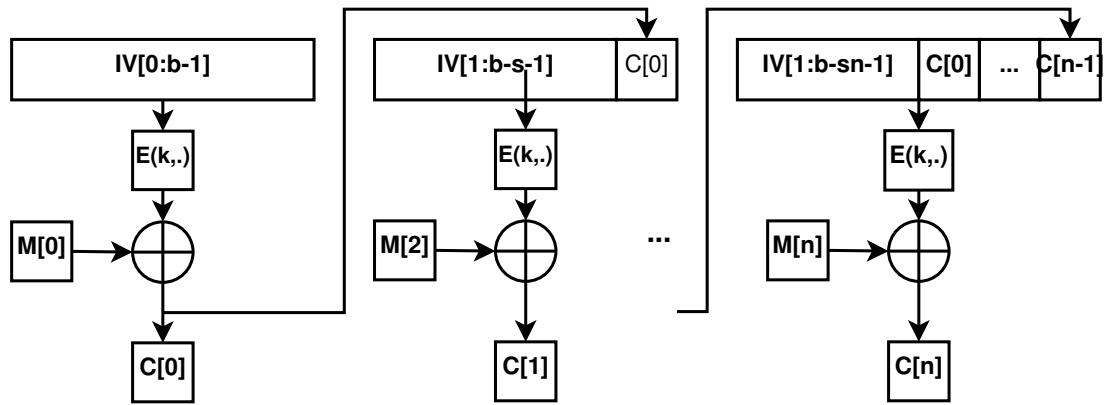 IV[0:b-1]
IV[1:b-s-1]
C[0]
IV[1:b-sn-1]
C[0]
...
C[n-1]
E(k,.)
E(k,.)
E(k,.)
M[0]
M[2]
...
M[n]
C[0]
C[1]
C[n]